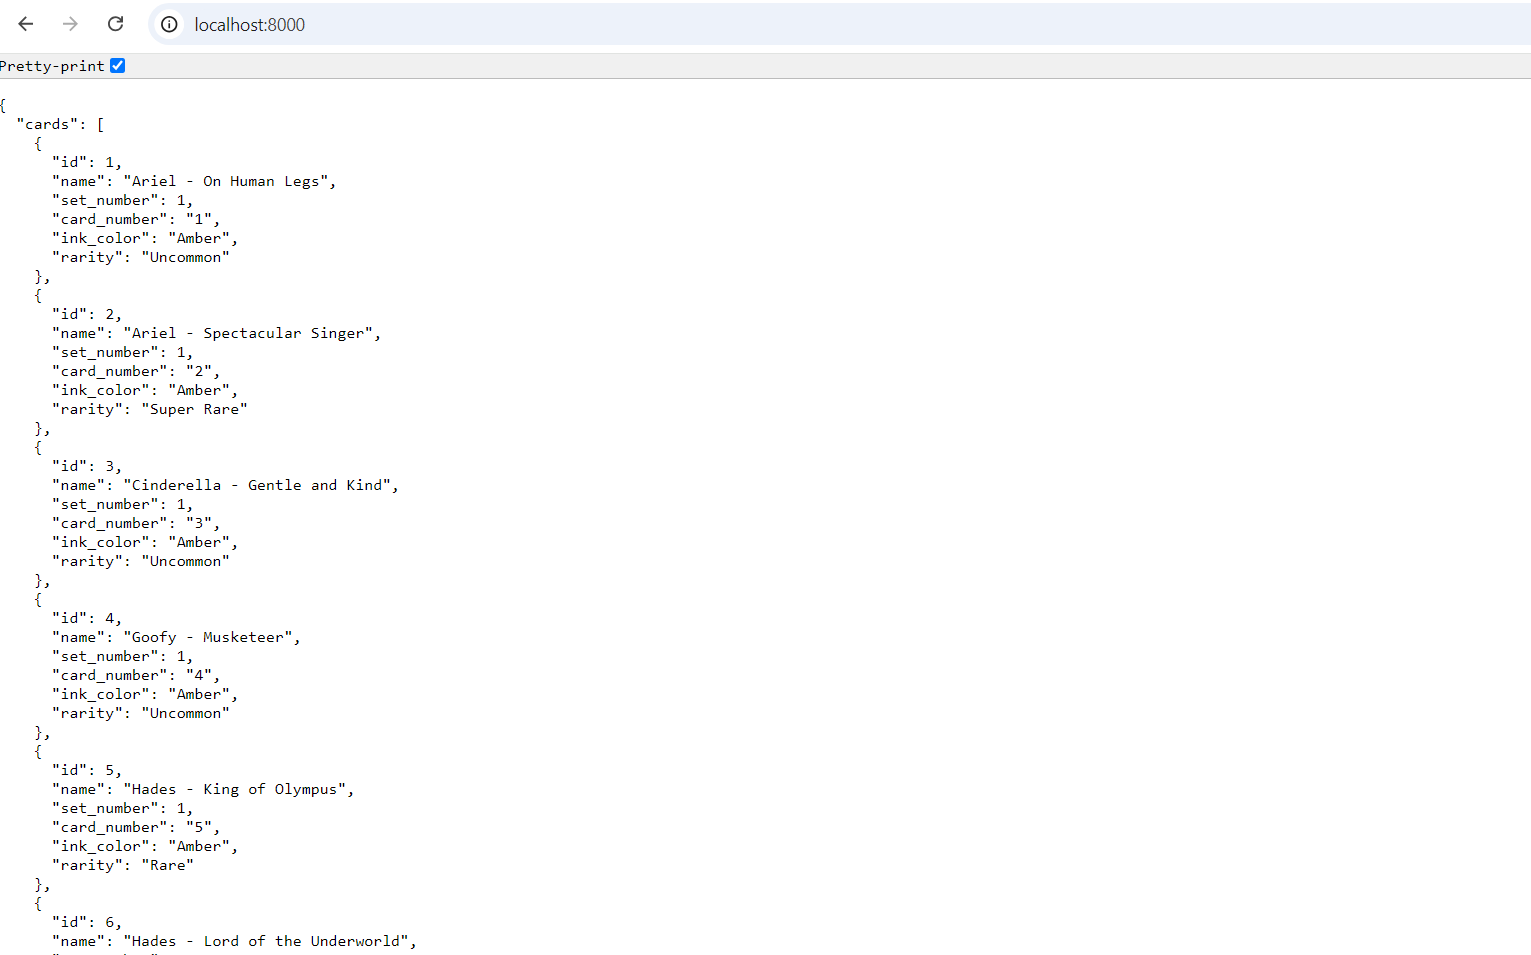 localhost:8000
Pretty-print
{
"cards": [
{
"id": 1,
"name": "Ariel - On Human Legs",
"set_number": 1,
"card_number": "1",
"ink_color": "Amber",
"rarity": "Uncommon"
},
{
"id": 2,
"name": "Ariel - Spectacular Singer",
"set_number": 1,
"card_number": "2",
"ink_color": "Amber",
"rarity": "Super Rare"
},
{
"id": 3,
"name": "Cinderella - Gentle and Kind",
"set_number": 1,
"card_number": "3",
"ink_color": "Amber",
"rarity": "Uncommon"
},
{
"id": 4,
"name": "Goofy - Musketeer",
"set_number": 1,
"card_number": "4",
"ink_color": "Amber",
"rarity": "Uncommon"
},
{
"id": 5,
"name": "Hades - King of Olympus",
"set_number": 1,
"card_number": "5",
"ink_color": "Amber",
"rarity": "Rare"
},
{
"id": 6,
"name": "Hades - Lord of the Underworld",